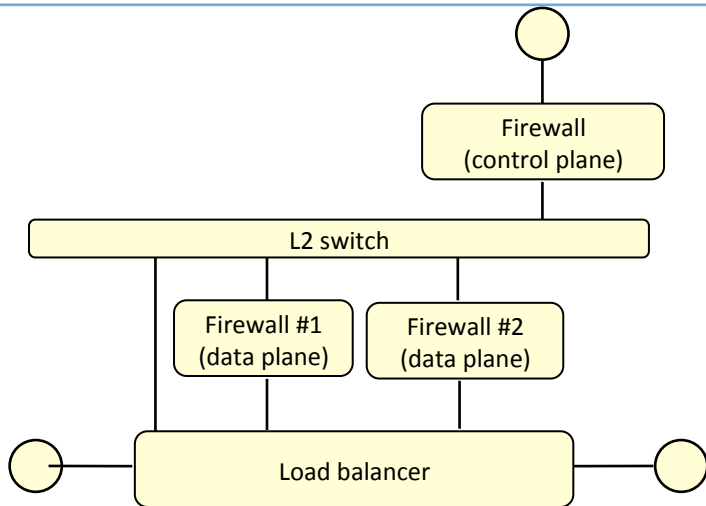 Firewall
(control plane)
L2 switch
Firewall #1
(data plane)
Firewall #2
(data plane)
Load balancer